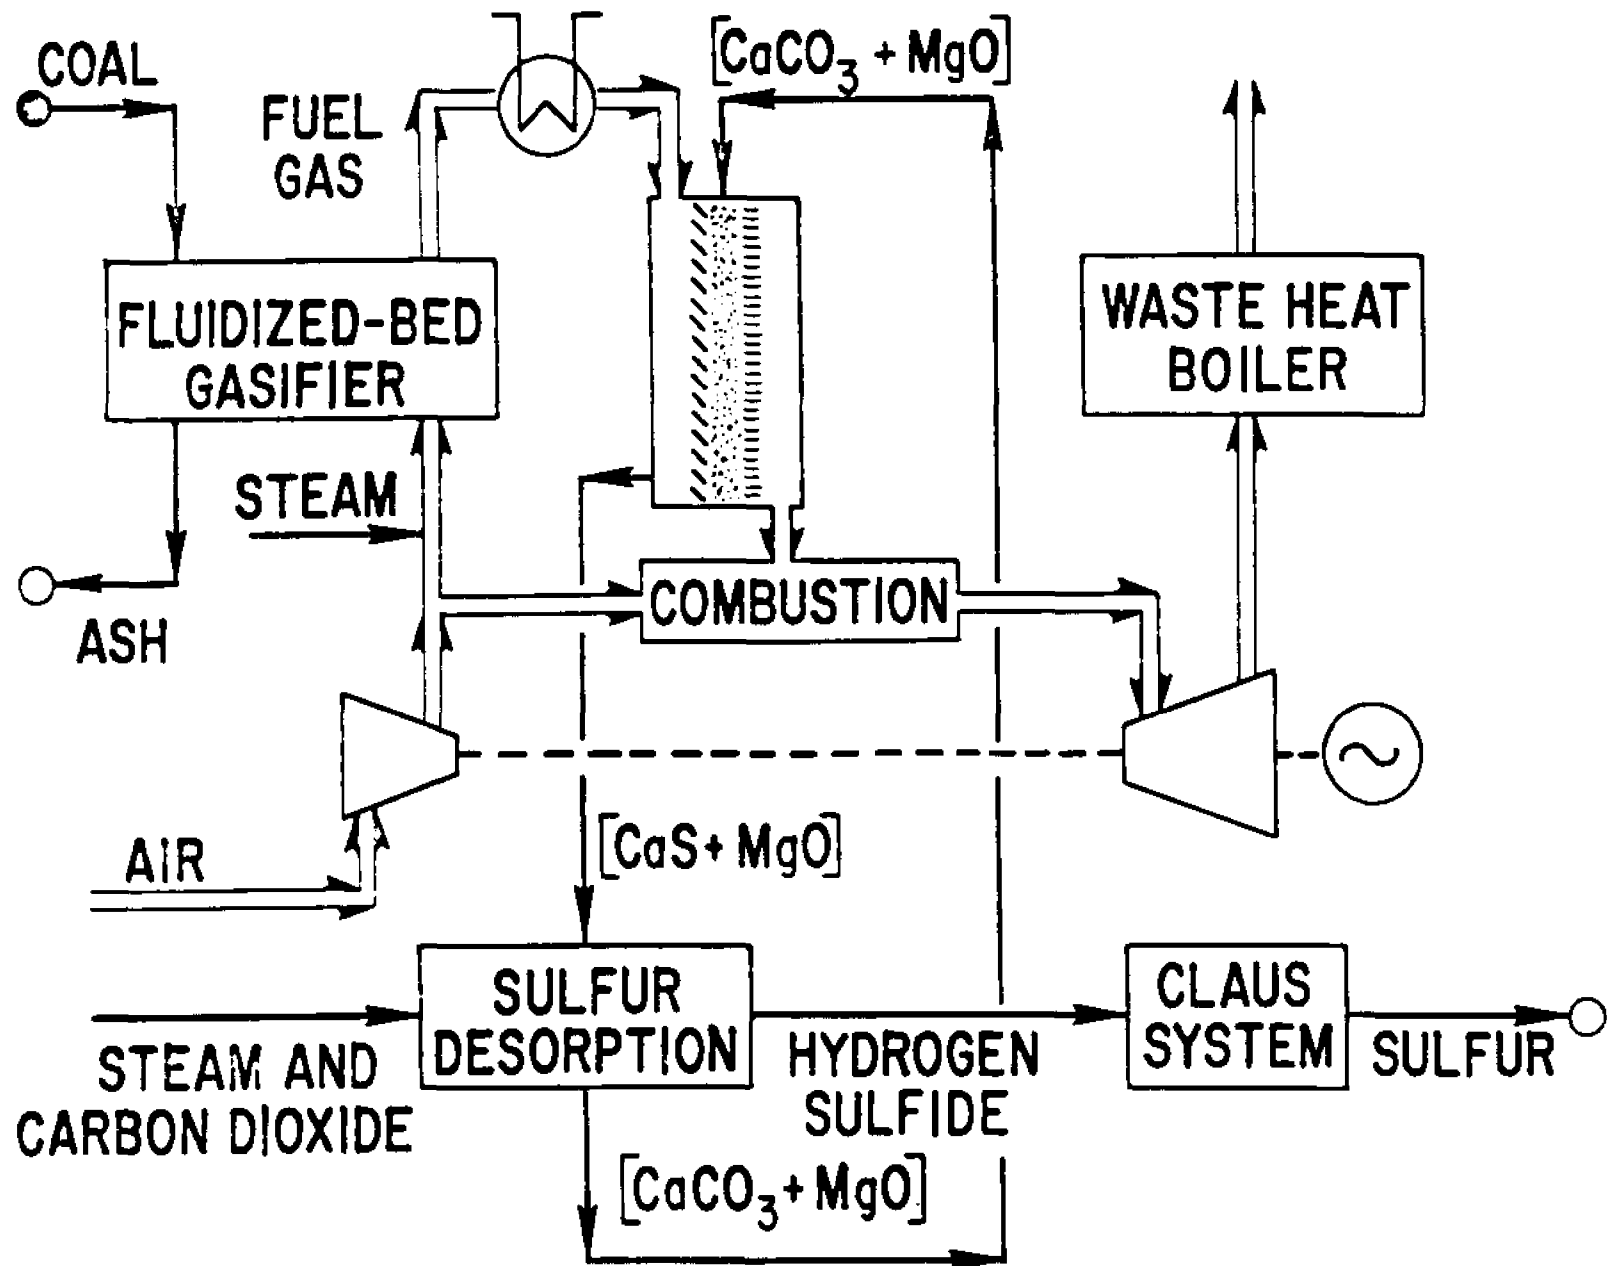 COAL
FUEL
GAS
[CaCO₃ + MgO]
FLUIDIZED-BED
GASIFIER
WASTE HEAT
BOILER
STEAM
ASH
COMBUSTION
AIR
[CaS + MgO]
SULFUR
DESORPTION
CLAUS
SYSTEM
STEAM AND
CARBON DIOXIDE
HYDROGEN
SULFIDE
SULFUR
[CaCO₃ + MgO]